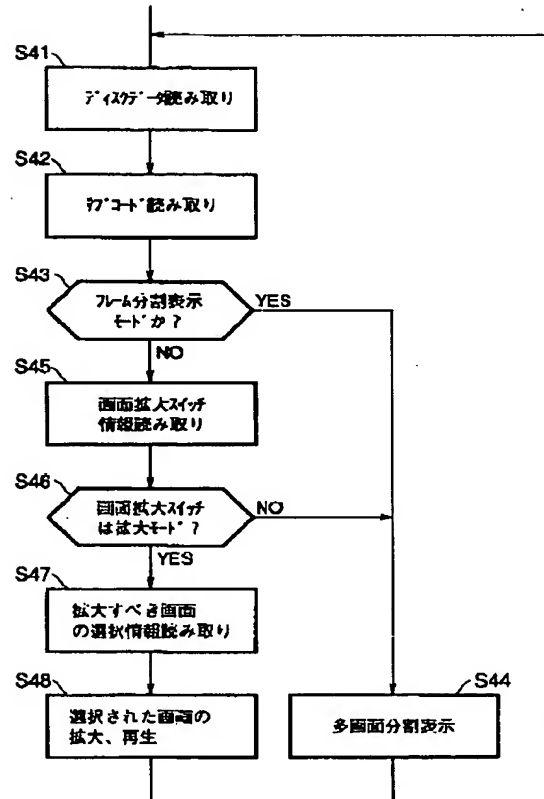 S41
ディスクデータ読み取り
S42
サブコード読み取り
S43
フレーム分割表示
モードか?
YES
NO
S45
画面拡大スイッチ
情報読み取り
S46
画面拡大スイッチ
は拡大モード?
NO
YES
S47
拡大すべき画面
の選択情報読み取り
S48
選択された画面の
拡大、再生
S44
多画面分割表示